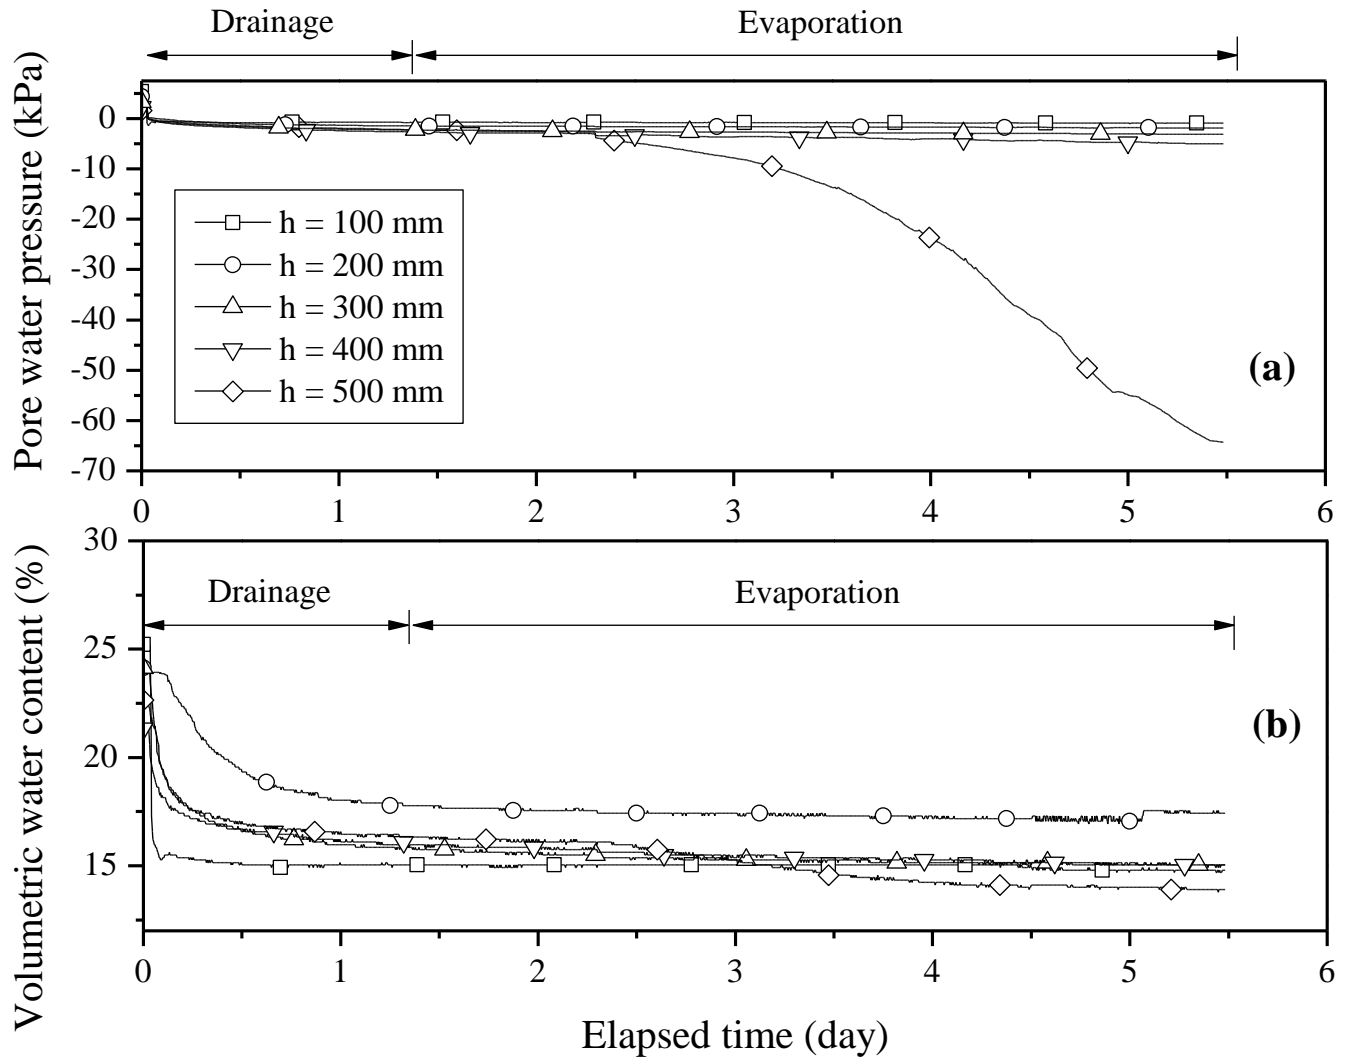 Drainage
Evaporation
Pore water pressure (kPa)
0
-10
-20
-30
-40
-50
-60
-70
h = 100 mm
h = 200 mm
h = 300 mm
h = 400 mm
h = 500 mm
(a)
0 1 2 3 4 5 6
Volumetric water content (%)
30
25
20
15
Drainage
Evaporation
(b)
0 1 2 3 4 5 6
Elapsed time (day)